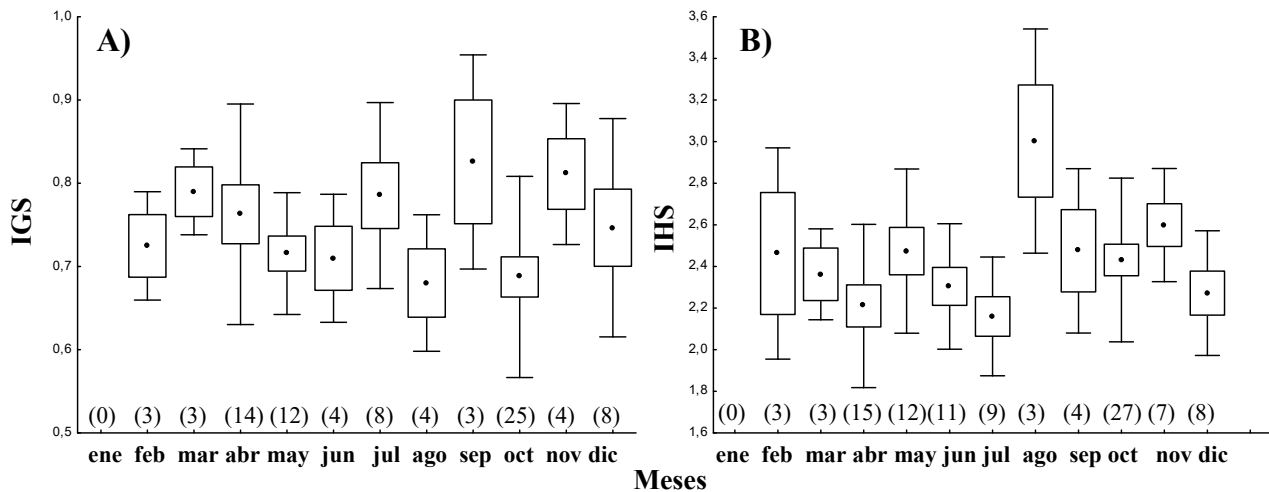 A)
IGS
1,0
0,9
0,8
0,7
0,6
0,5
(0) (3) (3) (14) (12) (4) (8) (4) (3) (25) (4) (8)
ene feb mar abr may jun jul ago sep oct nov dic
B)
IHS
3,6
3,4
3,2
3,0
2,8
2,6
2,4
2,2
2,0
1,8
1,6
(0) (3) (3) (15) (12) (11) (9) (3) (4) (27) (7) (8)
ene feb mar abr may jun jul ago sep oct nov dic
Meses